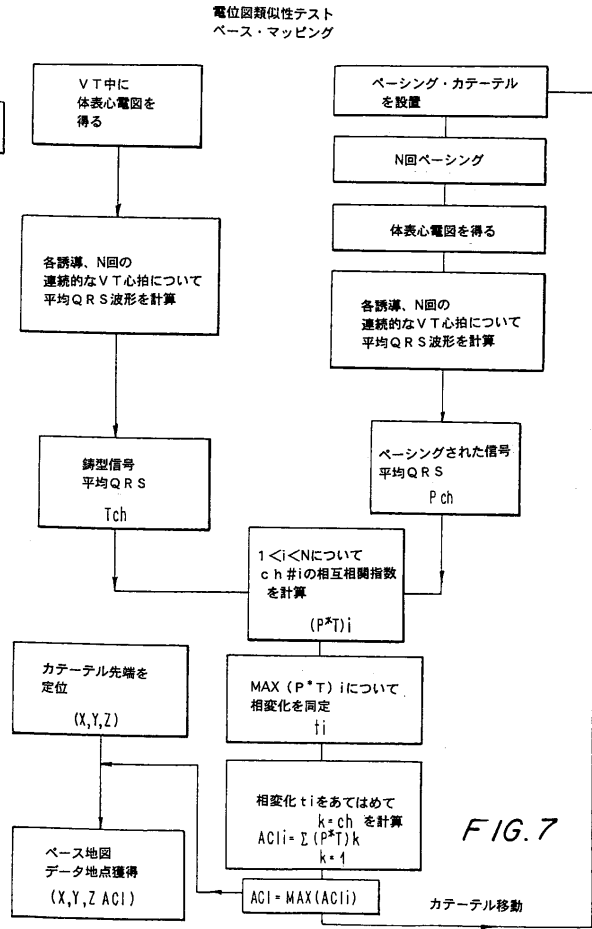 電位図類似性テスト
ペース・マッピング
VT中に
体表心電図を
得る
各誘導、N回の
連続的なVT心拍について
平均QRS波形を計算
鋳型信号
平均QRS
Tch
ペーシング・カテーテル
を設置
N回ペーシング
体表心電図を得る
各誘導、N回の
連続的なVT心拍について
平均QRS波形を計算
ペーシングされた信号
平均QRS
Pch
1<i<Nについて
ch#iの相互相関指数
を計算
(P*T)i
MAX(P*T)iについて
相変化を同定
ti
相変化tiをあてはめて
k=ch を計算
ACIi=Σ(P*T)k
k=1
ACI=MAX(ACIi)
カテーテル先端を
定位
(X,Y,Z)
ペース地図
データ地点獲得
(X,Y,Z ACI)
カテーテル移動
FIG.7